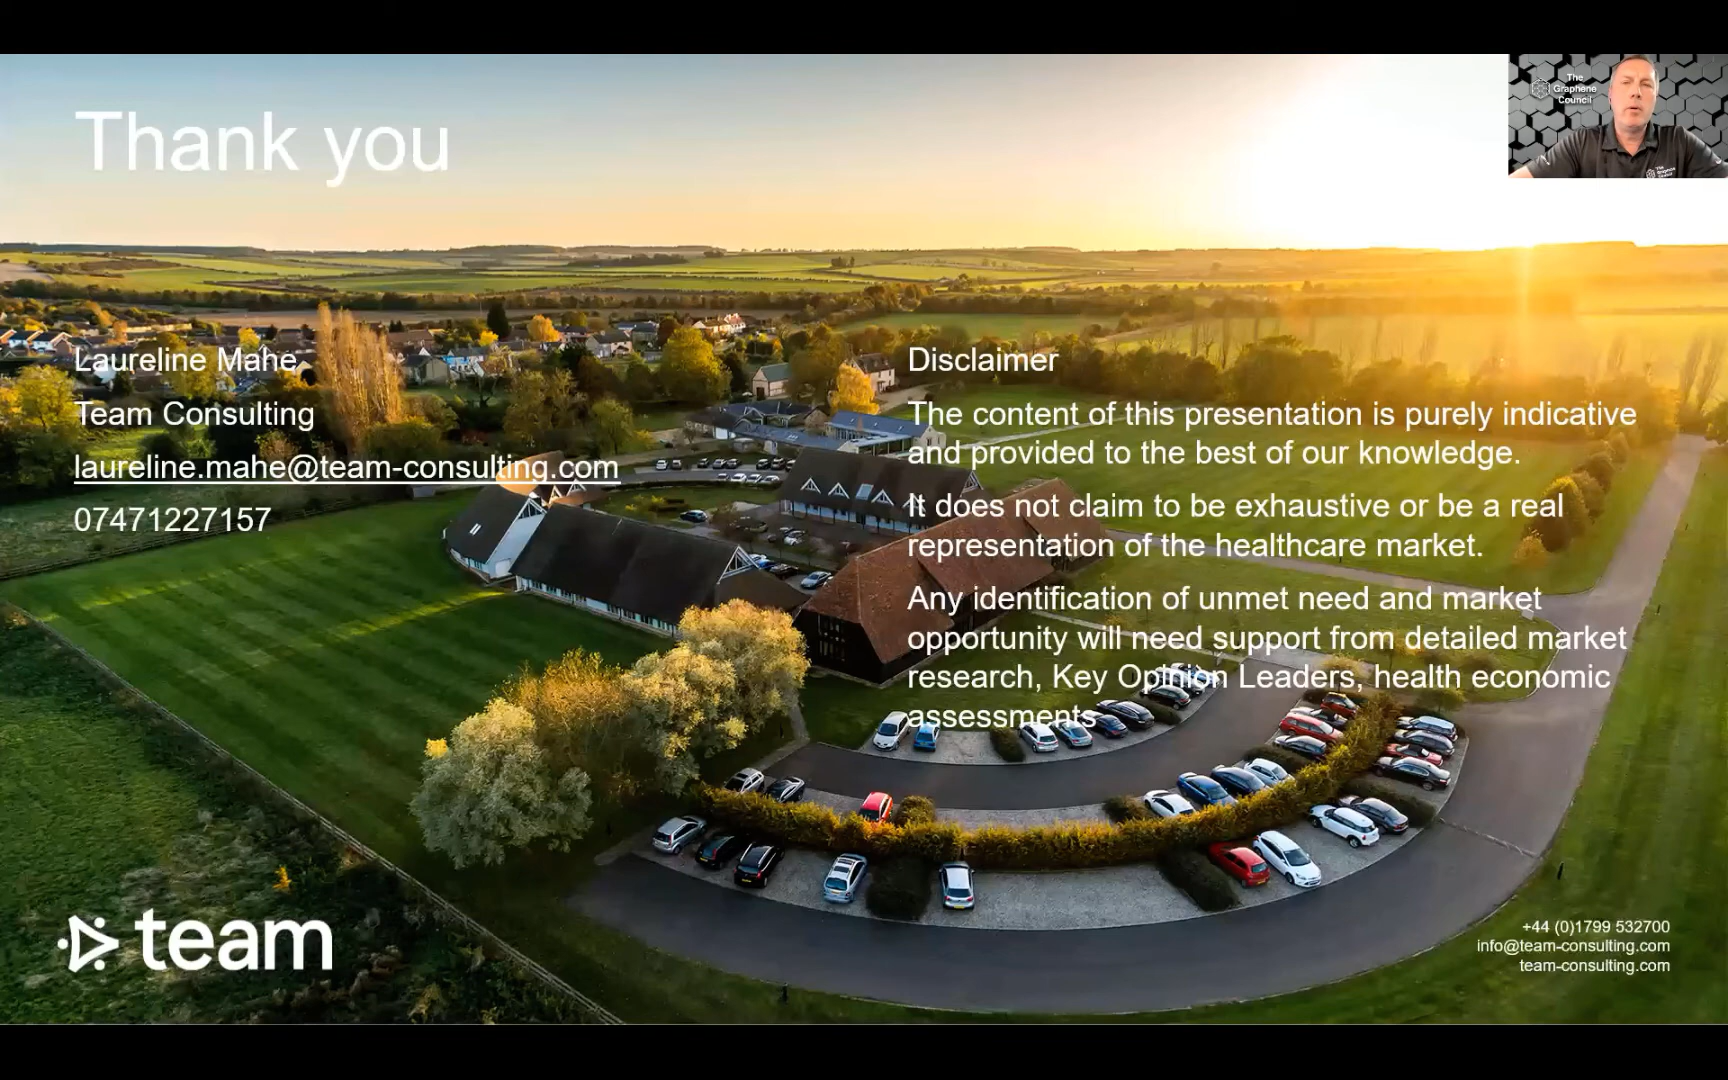 Thank you
The
Graphene
Council
Laureline Mahe
Team Consulting
laureline.mahe@team-consulting.com
07471227157
Disclaimer
The content of this presentation is purely indicative
and provided to the best of our knowledge.
It does not claim to be exhaustive or be a real
representation of the healthcare market.
Any identification of unmet need and market
opportunity will need support from detailed market
research, Key Opinion Leaders, health economic
assessments
team
+44 (0)1799 532700
info@team-consulting.com
team-consulting.com